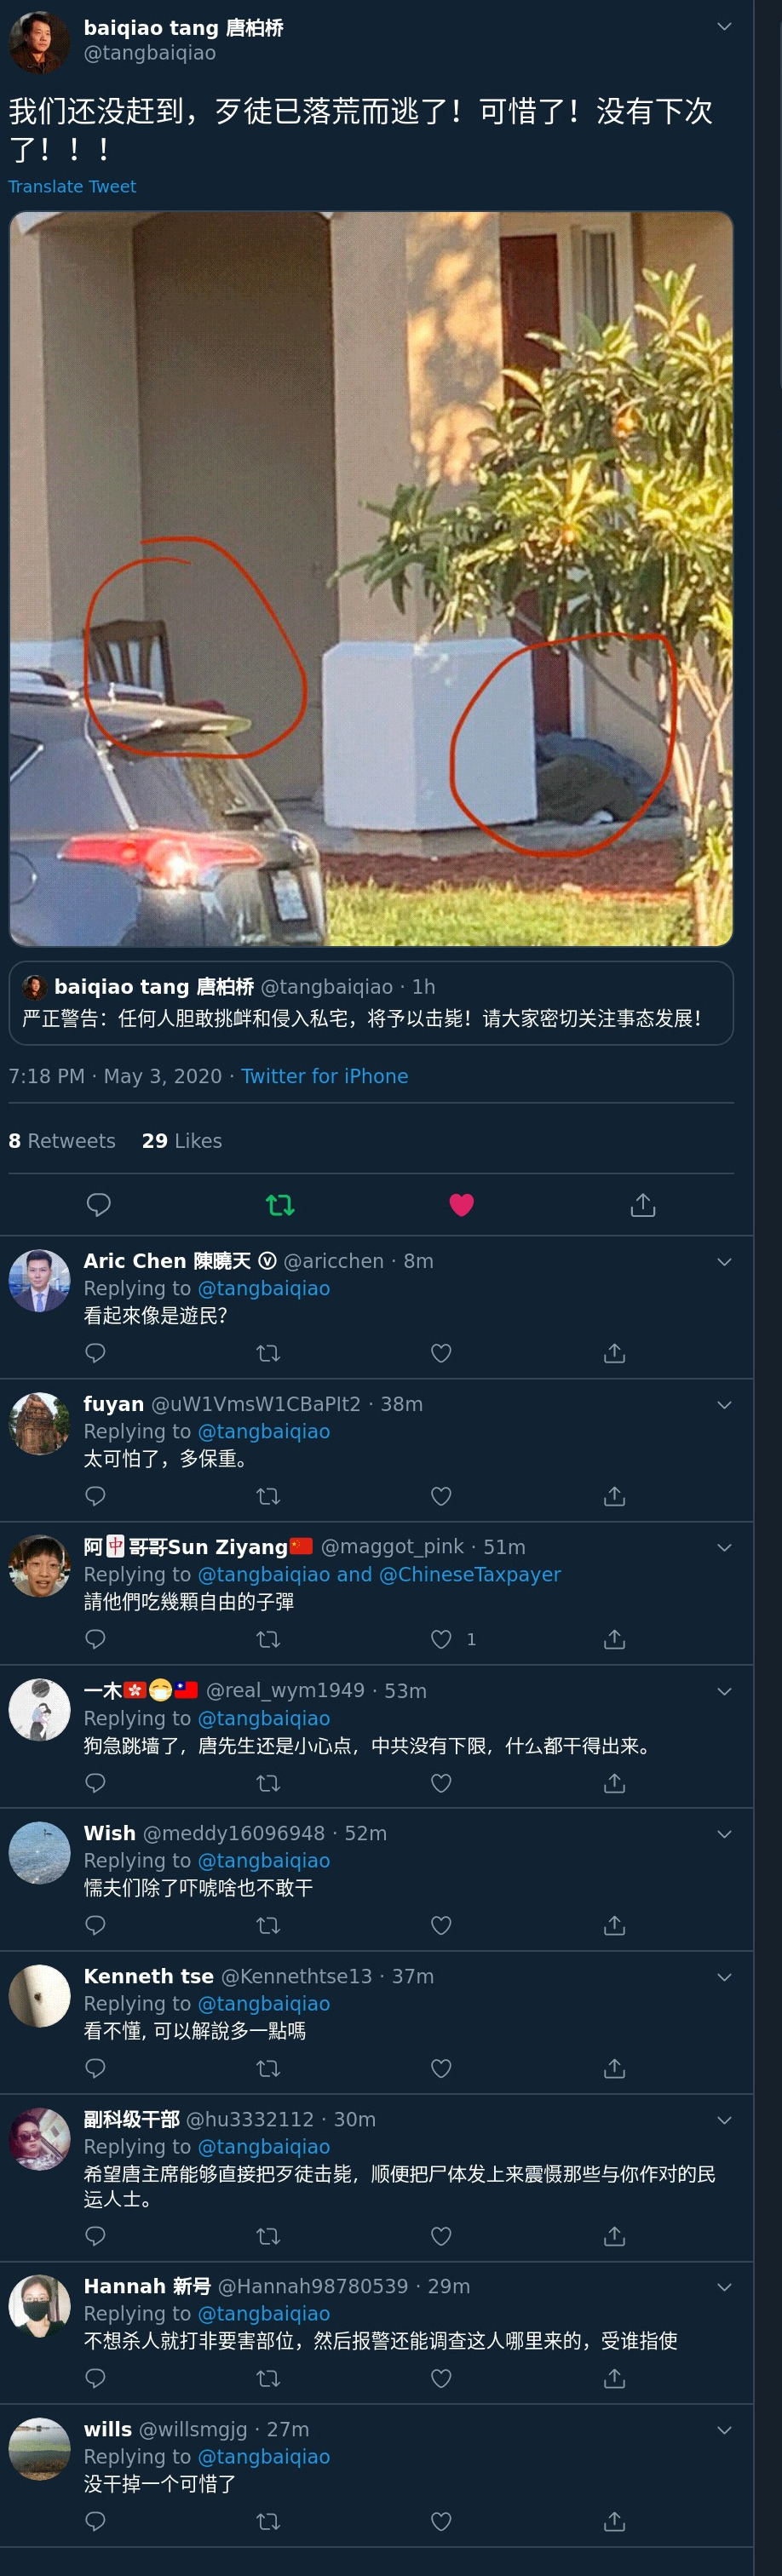 baiqiao tang 唐柏桥
@tangbaiqiao
我们还没赶到，歹徒已落荒而逃了！可惜了！没有下次
了！！！
Translate Tweet
baiqiao tang 唐柏桥 @tangbaiqiao · 1h
严正警告：任何人胆敢挑衅和侵入私宅，将予以击毙！请大家密切关注事态发展！
7:18 PM · May 3, 2020 · Twitter for iPhone
8 Retweets 29 Likes
Aric Chen 陳曉天 ⓥ @aricchen · 8m
Replying to @tangbaiqiao
看起來像是遊民？
fuyan @uW1VmsW1CBaPIt2 · 38m
Replying to @tangbaiqiao
太可怕了，多保重。
阿🀄哥哥Sun Ziyang🇨🇳 @maggot_pink · 51m
Replying to @tangbaiqiao and @ChineseTaxpayer
請他們吃幾顆自由的子彈
1
一木🇭🇰😷🇹🇼 @real_wym1949 · 53m
Replying to @tangbaiqiao
狗急跳墙了，唐先生还是小心点，中共没有下限，什么都干得出来。
Wish @meddy16096948 · 52m
Replying to @tangbaiqiao
懦夫们除了吓唬啥也不敢干
Kenneth tse @Kennethtse13 · 37m
Replying to @tangbaiqiao
看不懂, 可以解說多一點嗎
副科级干部 @hu3332112 · 30m
Replying to @tangbaiqiao
希望唐主席能够直接把歹徒击毙，顺便把尸体发上来震慑那些与你作对的民
运人士。
Hannah 新号 @Hannah98780539 · 29m
Replying to @tangbaiqiao
不想杀人就打非要害部位，然后报警还能调查这人哪里来的，受谁指使
wills @willsmgjg · 27m
Replying to @tangbaiqiao
没干掉一个可惜了